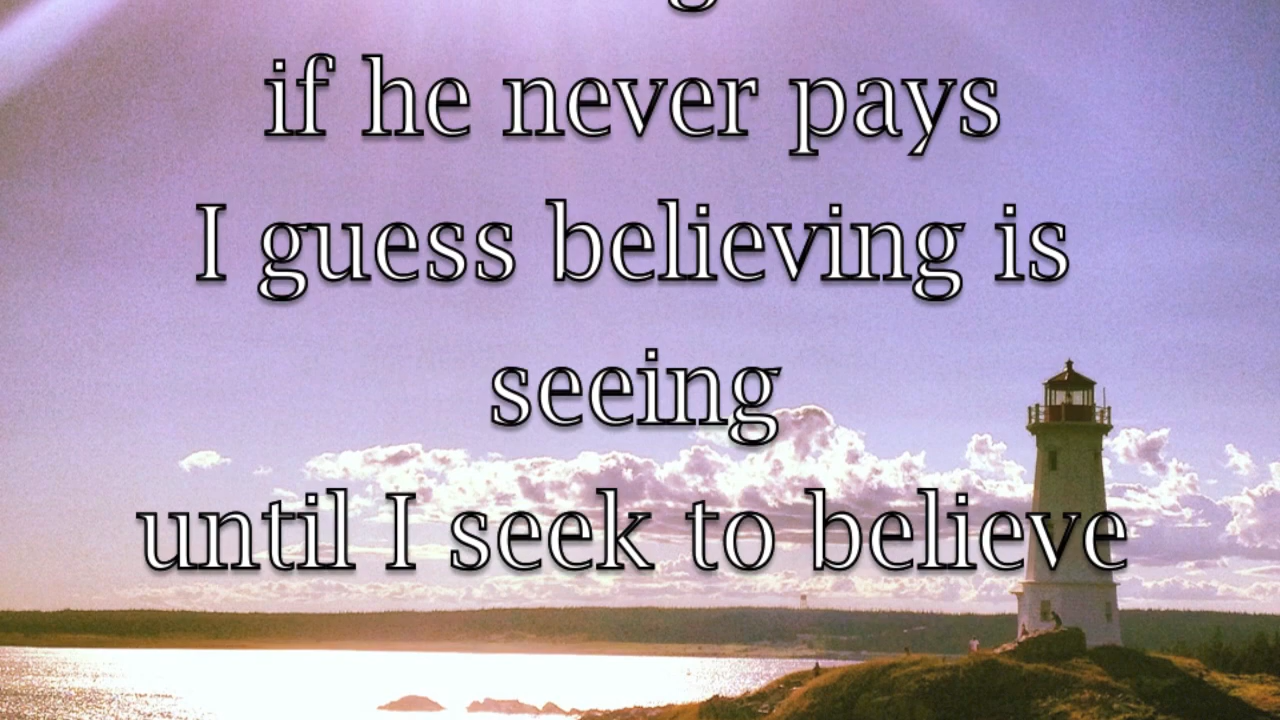 if he never pays
I guess believing is
seeing
until I seek to believe